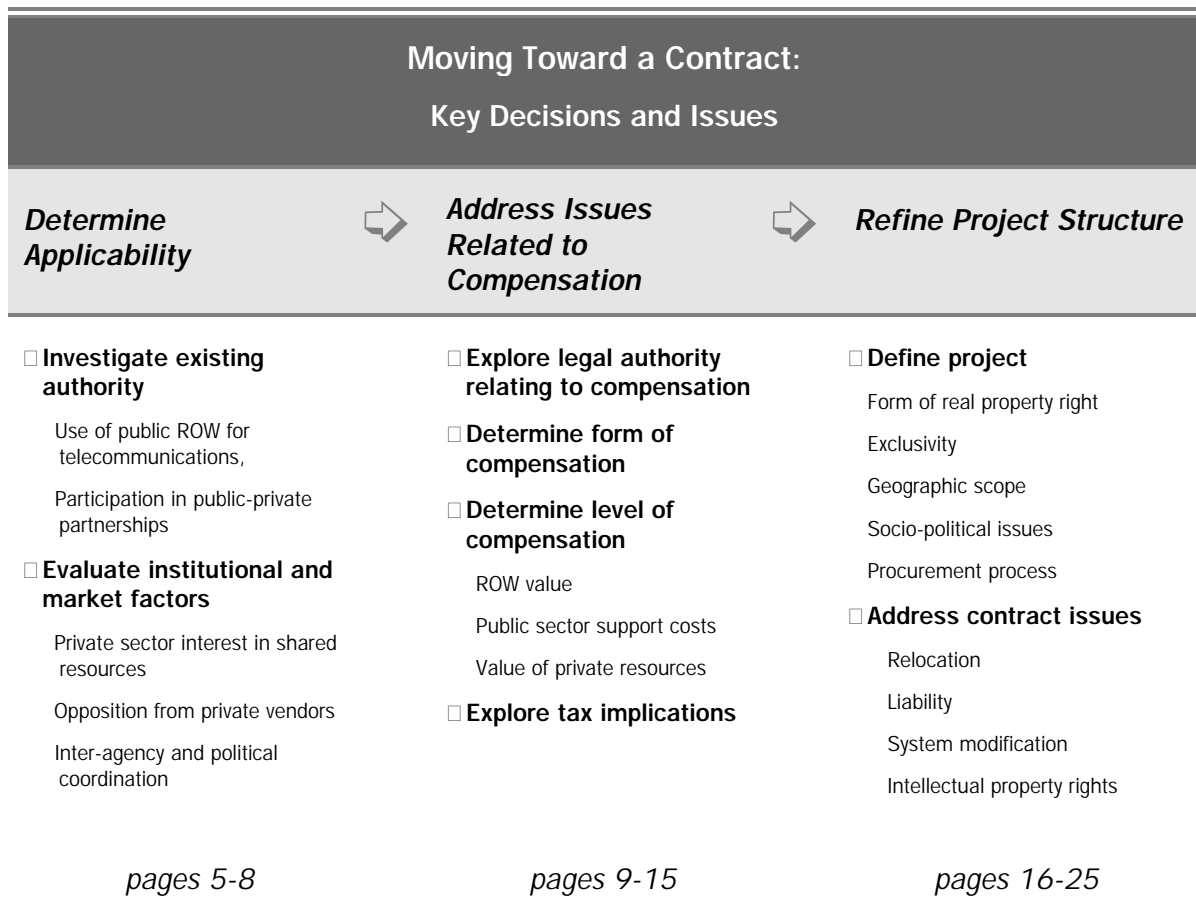 Moving Toward a Contract:
Key Decisions and Issues
Determine
Applicability
Address Issues
Related to
Compensation
Refine Project Structure
Investigate existing
authority
Use of public ROW for
telecommunications,
Participation in public-private
partnerships
Evaluate institutional and
market factors
Private sector interest in shared
resources
Opposition from private vendors
Inter-agency and political
coordination
pages 5-8
Explore legal authority
relating to compensation
Determine form of
compensation
Determine level of
compensation
ROW value
Public sector support costs
Value of private resources
Explore tax implications
pages 9-15
Define project
Form of real property right
Exclusivity
Geographic scope
Socio-political issues
Procurement process
Address contract issues
Relocation
Liability
System modification
Intellectual property rights
pages 16-25